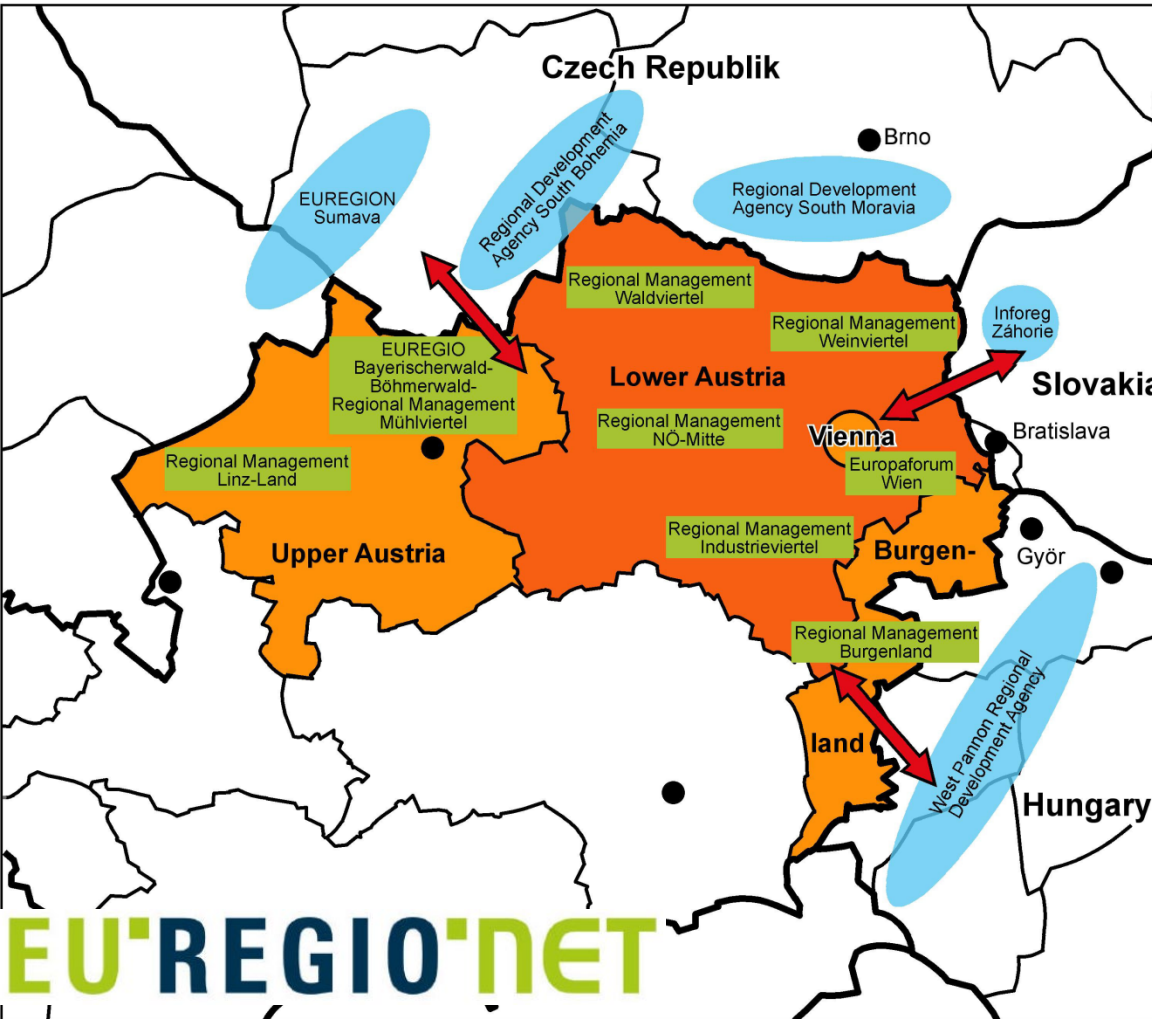 Czech Republik
Brno
Regional Development
Agency South Bohemia
EUREGION
Sumava
Regional Development
Agency South Moravia
Regional Management
Waldviertel
Regional Management
Weinviertel
Inforeg
Záhorie
EUREGIO
Bayerischerwald-
Böhmerwald-
Regional Management
Mühlviertel
Lower Austria
Slovakia
Regional Management
NÖ-Mitte
Vienna
Bratislava
Regional Management
Linz-Land
Europaforum
Wien
Regional Management
Industrieviertel
Upper Austria
Burgen-
Györ
Regional Management
Burgenland
land
West Pannon Regional
Development Agency
Hungary
EU REGIO NET